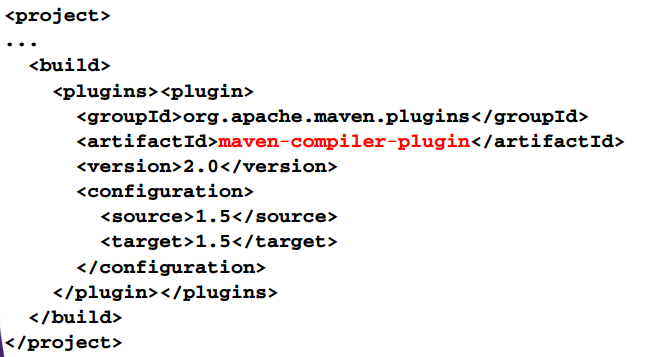 <project>
...
<build>
<plugins><plugin>
<groupId>org.apache.maven.plugins</groupId>
<artifactId>maven-compiler-plugin</artifactId>
<version>2.0</version>
<configuration>
<source>1.5</source>
<target>1.5</target>
</configuration>
</plugin></plugins>
</build>
</project>